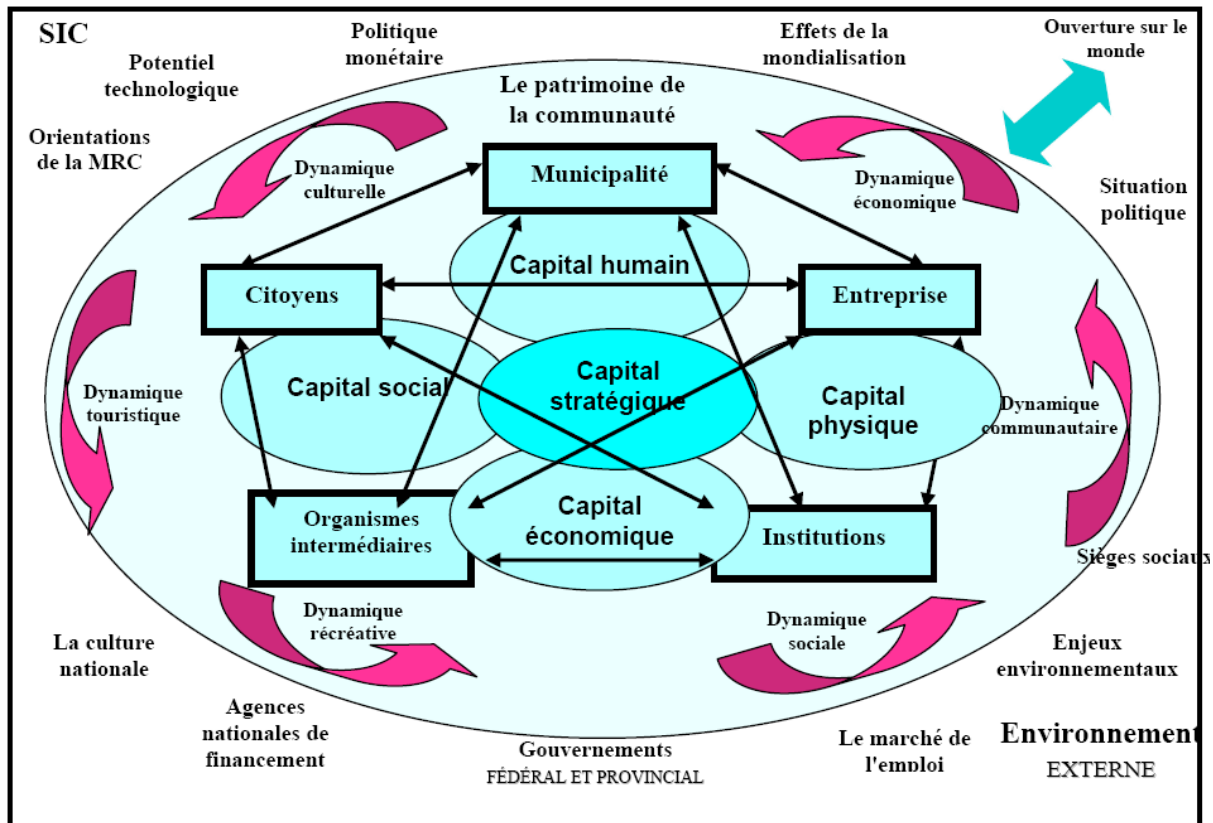 SIC
Politique
monétaire
Effets de la
mondialisation
Ouverture sur le
monde
Potentiel
technologique
Le patrimoine de
la communauté
Orientations
de la MRC
Dynamique
culturelle
Municipalité
Dynamique
économique
Situation
politique
Capital humain
Citoyens
Entreprise
Dynamique
touristique
Capital social
Capital
stratégique
Capital
physique
Dynamique
communautaire
Organismes
intermédiaires
Capital
économique
Institutions
Sièges sociaux
Dynamique
récréative
Dynamique
sociale
La culture
nationale
Enjeux
environnementaux
Agences
nationales de
financement
Gouvernements
FÉDÉRAL ET PROVINCIAL
Le marché de
l'emploi
Environnement
EXTERNE